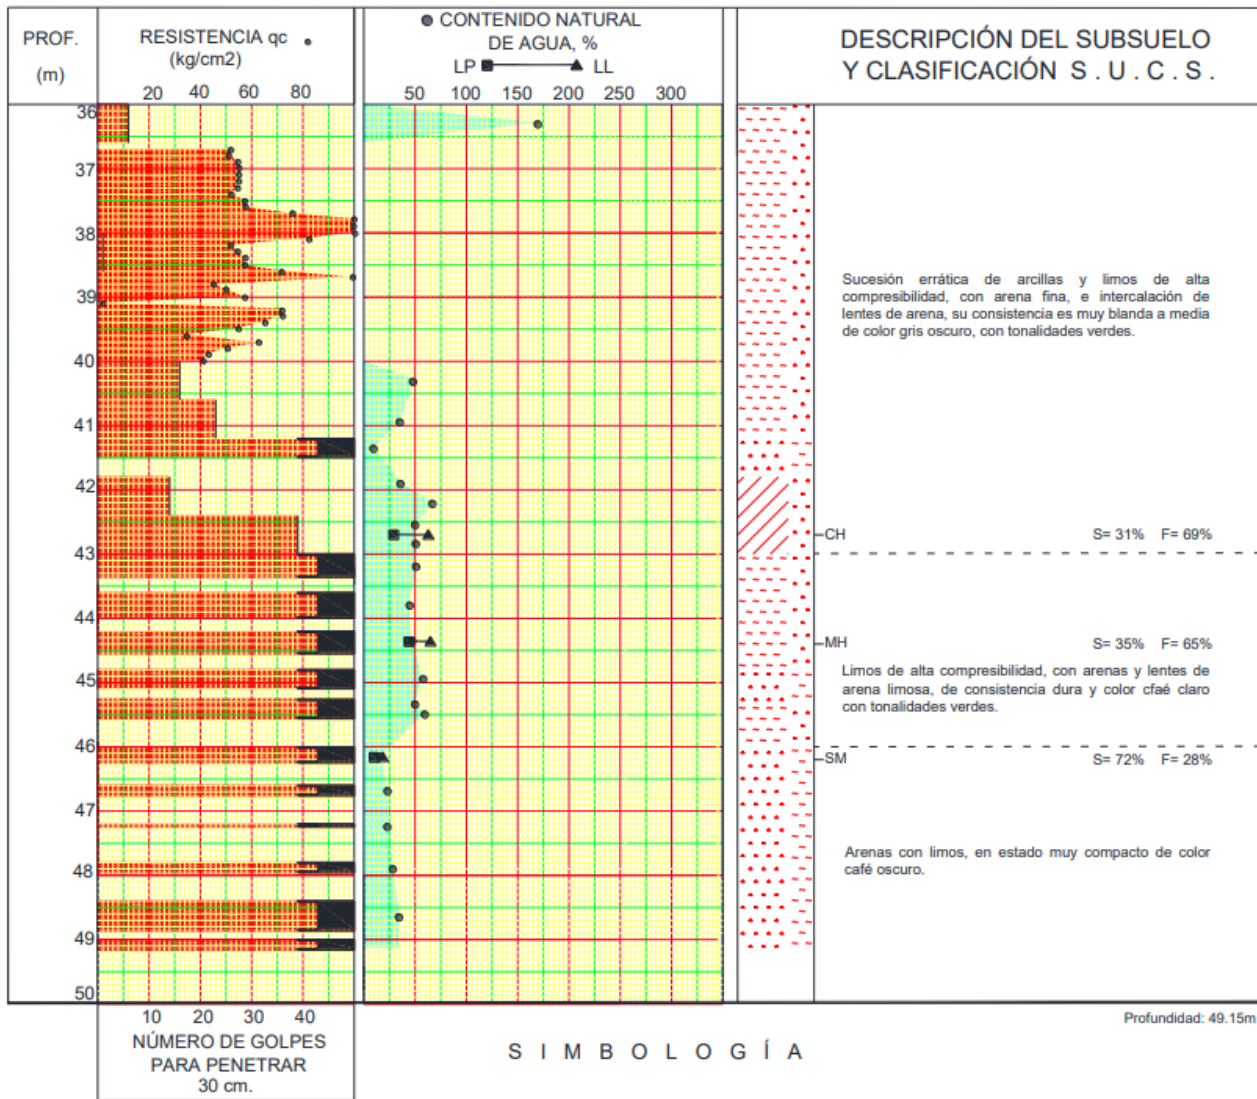 PROF.
(m)
RESISTENCIA qc
(kg/cm2)
20 40 60 80
CONTENIDO NATURAL
DE AGUA, %
LP LL
50 100 150 200 250 300
DESCRIPCIÓN DEL SUBSUELO
Y CLASIFICACIÓN S . U . C . S .
36
37
38
39
40
41
42
43
44
45
46
47
48
49
50
Sucesión errática de arcillas y limos de alta
compresibilidad, con arena fina, e intercalación de
lentes de arena, su consistencia es muy blanda a media
de color gris oscuro, con tonalidades verdes.
CH S= 31% F= 69%
MH S= 35% F= 65%
Limos de alta compresibilidad, con arenas y lentes de
arena limosa, de consistencia dura y color cfaé claro
con tonalidades verdes.
SM S= 72% F= 28%
Arenas con limos, en estado muy compacto de color
café oscuro.
10 20 30 40
NÚMERO DE GOLPES
PARA PENETRAR
30 cm.
S I M B O L O G Í A
Profundidad: 49.15m